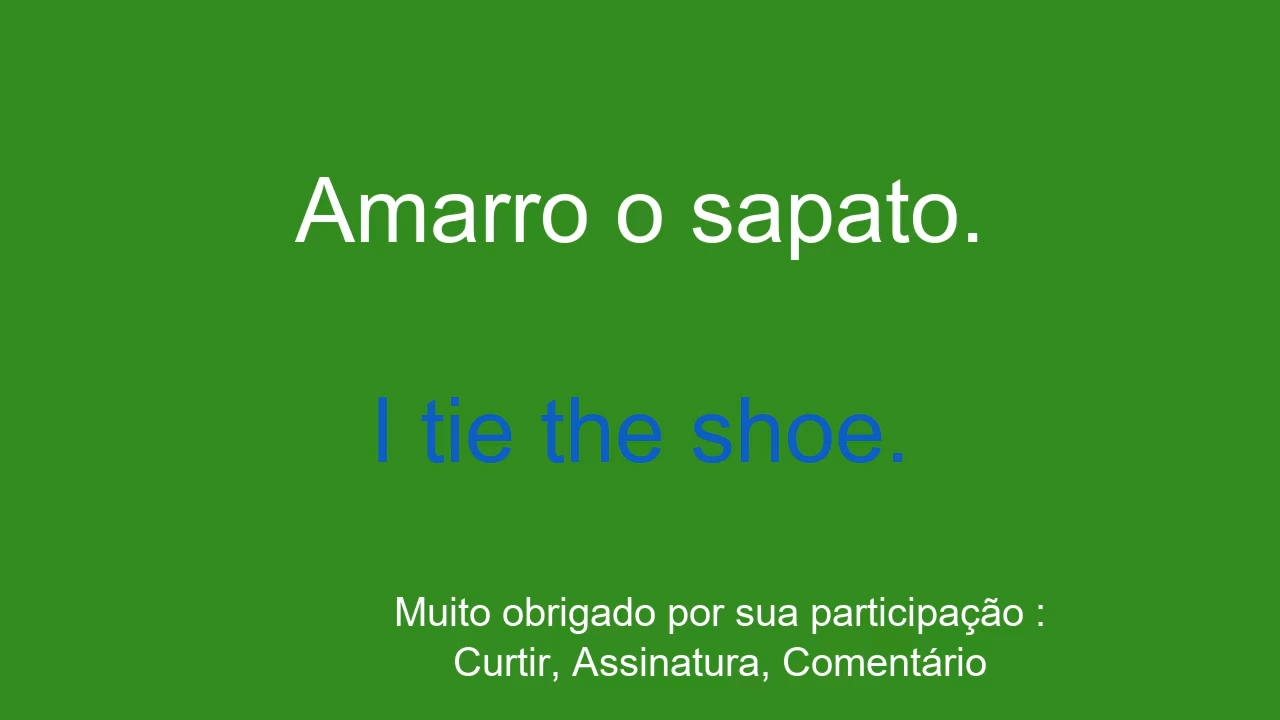 Amarro o sapato.
I tie the shoe.
Muito obrigado por sua participação :
Curtir, Assinatura, Comentário